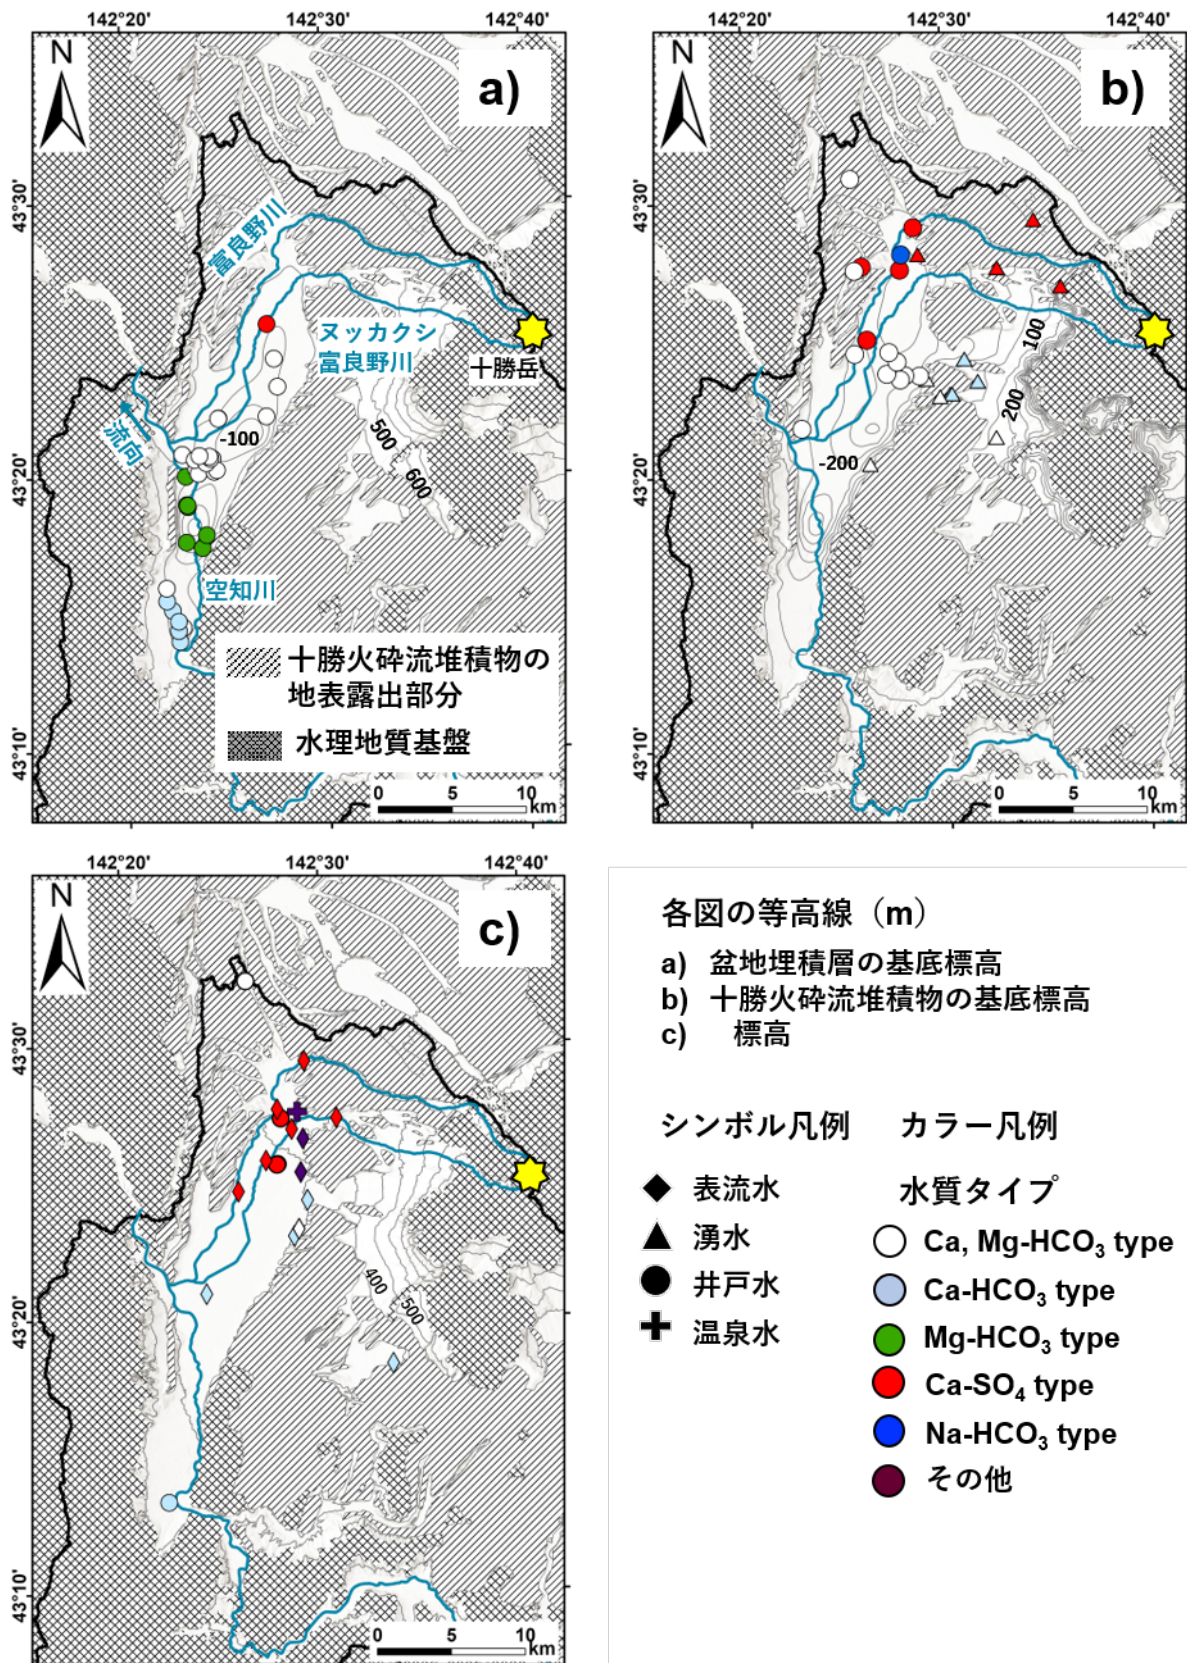 142°20'
142°30'
142°40'
N
a)
43°30'
43°20'
43°10'
富良野川
ヌッカクシ
富良野川
十勝岳
流向
-100
500
600
空知川
十勝火砕流堆積物の
地表露出部分
水理地質基盤
0
5
10
km
142°20'
142°30'
142°40'
N
b)
43°30'
43°20'
43°10'
100
200
-200
0
5
10
km
142°20'
142°30'
142°40'
N
c)
43°30'
43°20'
43°10'
400
500
0
5
10
km
各図の等高線（m）
a) 盆地埋積層の基底標高
b) 十勝火砕流堆積物の基底標高
c) 標高
シンボル凡例
表流水
湧水
井戸水
温泉水
カラー凡例
水質タイプ
Ca, Mg-HCO₃ type
Ca-HCO₃ type
Mg-HCO₃ type
Ca-SO₄ type
Na-HCO₃ type
その他